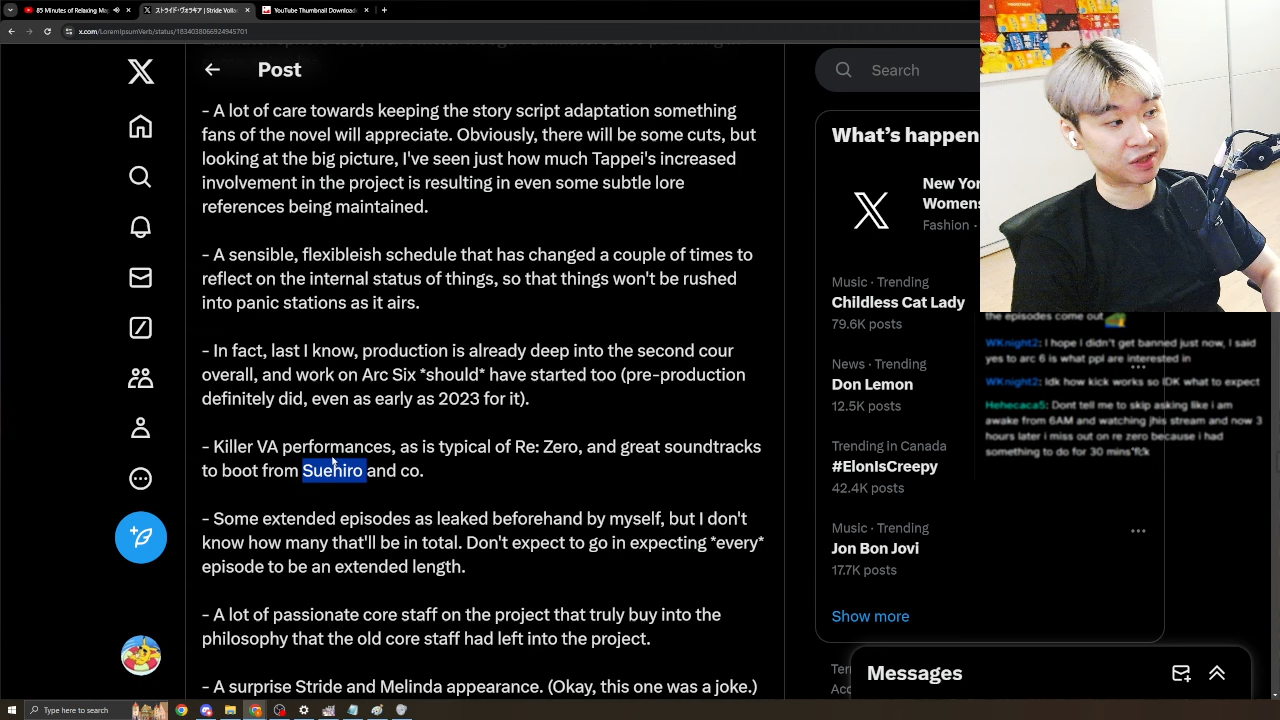 85 Minutes of Relaxing Ma
ストライド・ヴォラキア | Stride Voll
YouTube Thumbnail Download
x.com/LoremIpsumVerb/status/1834038066924945701
Post
- A lot of care towards keeping the story script adaptation something
fans of the novel will appreciate. Obviously, there will be some cuts, but
looking at the big picture, I've seen just how much Tappei's increased
involvement in the project is resulting in even some subtle lore
references being maintained.
- A sensible, flexibleish schedule that has changed a couple of times to
reflect on the internal status of things, so that things won't be rushed
into panic stations as it airs.
- In fact, last I know, production is already deep into the second cour
overall, and work on Arc Six *should* have started too (pre-production
definitely did, even as early as 2023 for it).
- Killer VA performances, as is typical of Re: Zero, and great soundtracks
to boot from Suehiro and co.
- Some extended episodes as leaked beforehand by myself, but I don't
know how many that'll be in total. Don't expect to go in expecting *every*
episode to be an extended length.
- A lot of passionate core staff on the project that truly buy into the
philosophy that the old core staff had left into the project.
- A surprise Stride and Melinda appearance. (Okay, this one was a joke.)
Search
What's happen
New Yor
Womens
Fashion ·
Music · Trending
Childless Cat Lady
79.6K posts
News · Trending
Don Lemon
12.5K posts
Trending in Canada
#ElonIsCreepy
42.4K posts
Music · Trending
Jon Bon Jovi
17.7K posts
Show more
Messages
the episodes come out
WKnight2: I hope I didn't get banned just now, I said
yes to arc 6 is what ppl are interested in
WKnight2: Idk how kick works so IDK what to expect
Hehecaca5: Dont tell me to skip asking like i am
awake from 6AM and watching jhis stream and now 3
hours later i miss out on re zero because i had
something to do for 30 mins
Type here to search